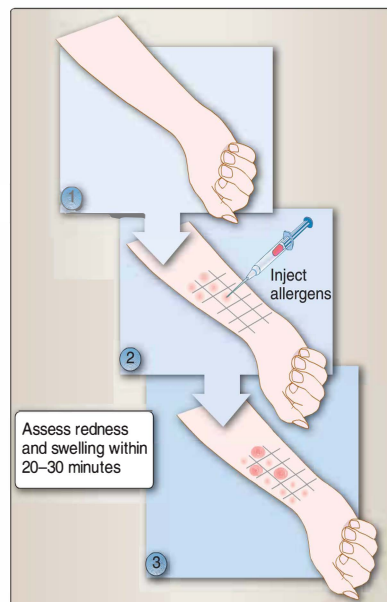 1
Inject
allergens
2
Assess redness
and swelling within
20–30 minutes
3